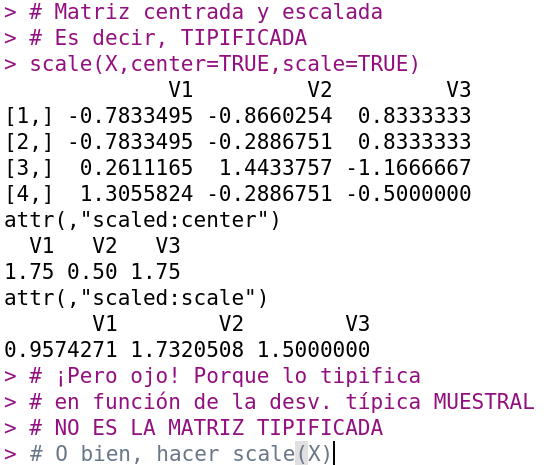 > # Matriz centrada y escalada
> # Es decir, TIPIFICADA
> scale(X,center=TRUE,scale=TRUE)
             V1         V2         V3
[1,] -0.7833495 -0.8660254  0.8333333
[2,] -0.7833495 -0.2886751  0.8333333
[3,]  0.2611165  1.4433757 -1.1666667
[4,]  1.3055824 -0.2886751 -0.5000000
attr(,"scaled:center")
  V1   V2   V3
1.75 0.50 1.75
attr(,"scaled:scale")
       V1        V2        V3
0.9574271 1.7320508 1.5000000
> # ¡Pero ojo! Porque lo tipifica
> # en función de la desv. típica MUESTRAL
> # NO ES LA MATRIZ TIPIFICADA
> # O bien, hacer scale(X)